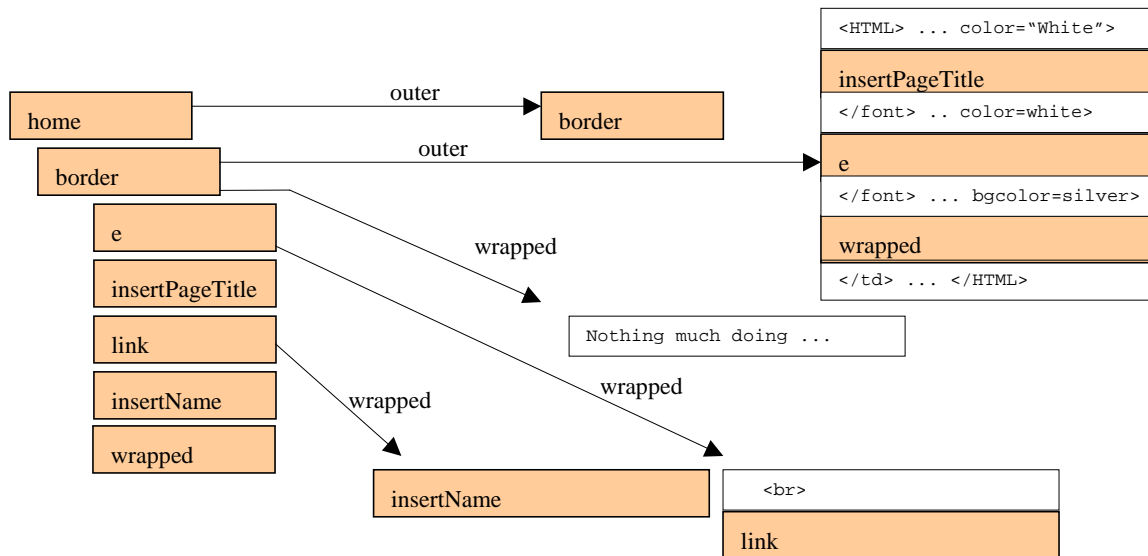 <HTML> ... color=“White”>
insertPageTitle
outer
home
border
</font> .. color=white>
outer
border
e
</font> ... bgcolor=silver>
e
wrapped
wrapped
insertPageTitle
</td> ... </HTML>
link
Nothing much doing ...
insertName
wrapped
wrapped
wrapped
insertName
<br>
link